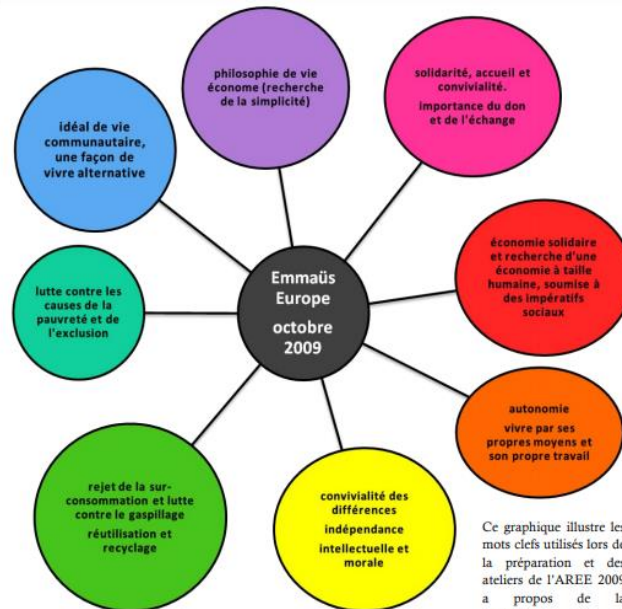 philosophie de vie
économe (recherche
de la simplicité)
solidarité, accueil et
convivialité.
importance du don
et de l'échange
idéal de vie
communautaire,
une façon de
vivre alternative
économie solidaire
et recherche d'une
économie à taille
humaine, soumise à
des impératifs
sociaux
Emmaüs
Europe
octobre
2009
lutte contre les
causes de la
pauvreté et de
l'exclusion
autonomie
vivre par ses
propres moyens et
son propre travail
rejet de la sur-
consommation et lutte
contre le gaspillage
réutilisation et
recyclage
convivialité des
différences
indépendance
intellectuelle et
morale
Ce graphique illustre les
mots clefs utilisés lors de
la préparation et des
ateliers de l'AREE 2009
a propos de la